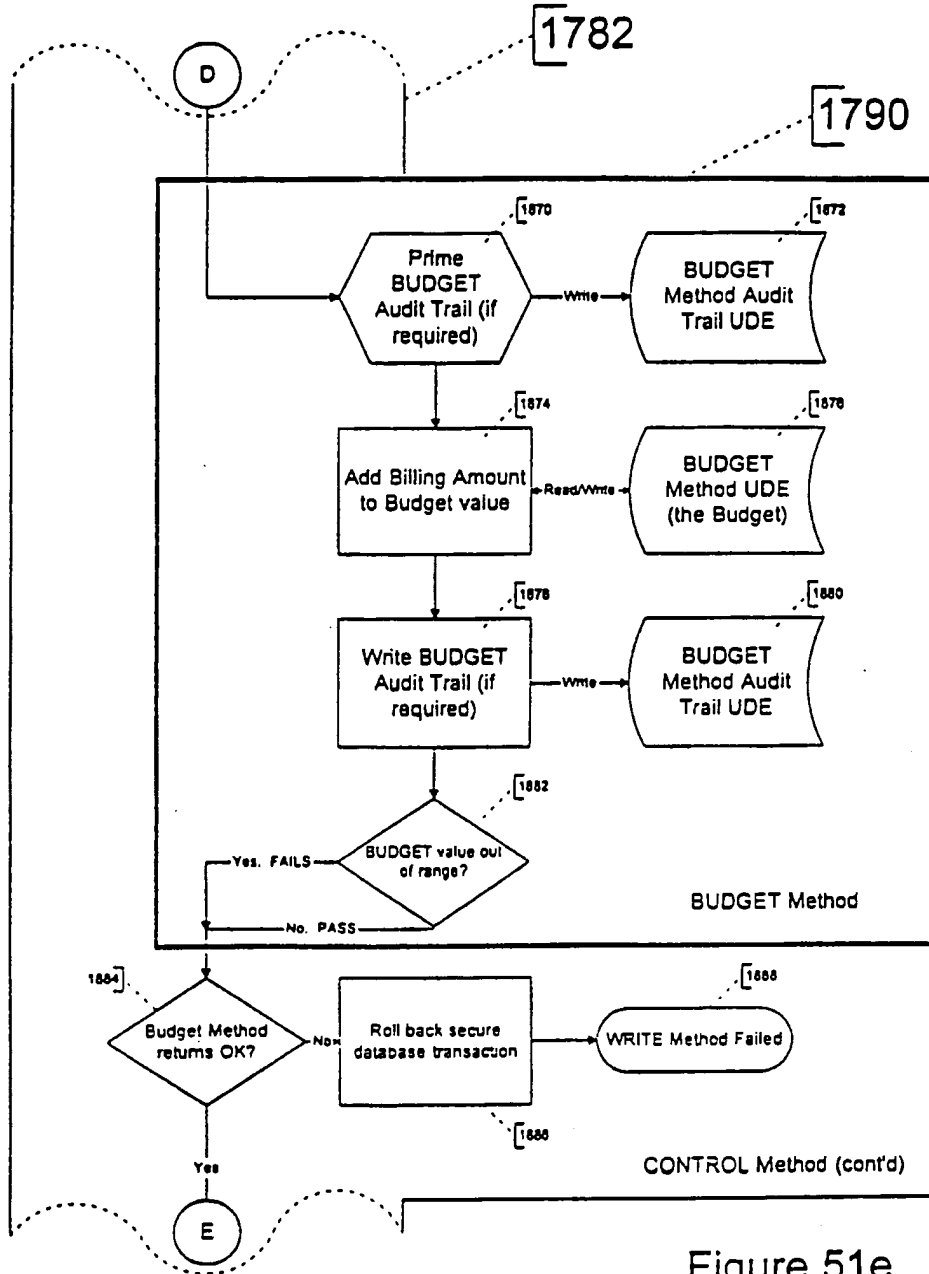 1782
D
1790
1870
Prime
BUDGET
Audit Trail (if
required)
Write
1872
BUDGET
Method Audit
Trail UDE
1874
Add Billing Amount
to Budget value
Read/Write
1876
BUDGET
Method UDE
(the Budget)
1878
Write BUDGET
Audit Trail (if
required)
Write
1880
BUDGET
Method Audit
Trail UDE
1882
BUDGET value out
of range?
Yes. FAILS
No. PASS
BUDGET Method
1884
Budget Method
returns OK?
No
Roll back secure
database transaction
1886
1888
WRITE Method Failed
Yes
CONTROL Method (cont'd)
E
Figure 51e